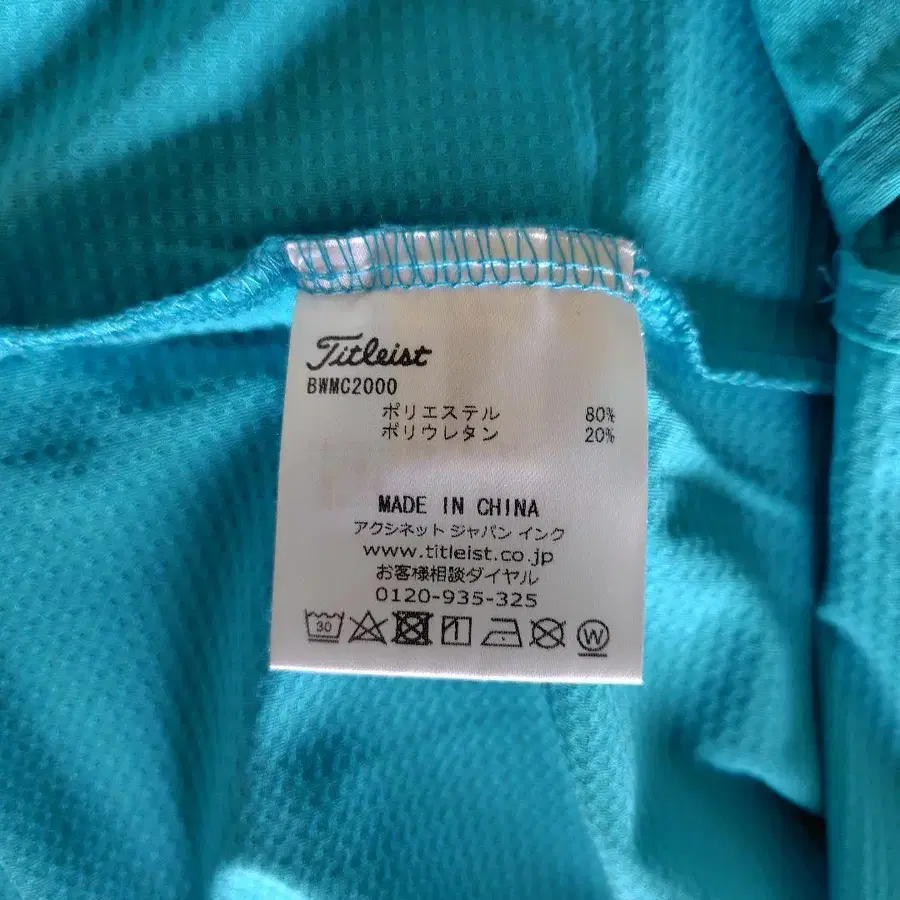 Titleist
BWMC2000
ポリエステル 80%
ポリウレタン 20%
MADE IN CHINA
アクシネット ジャパン インク
www.titleist.co.jp
お客様相談ダイヤル
0120-935-325
30 W